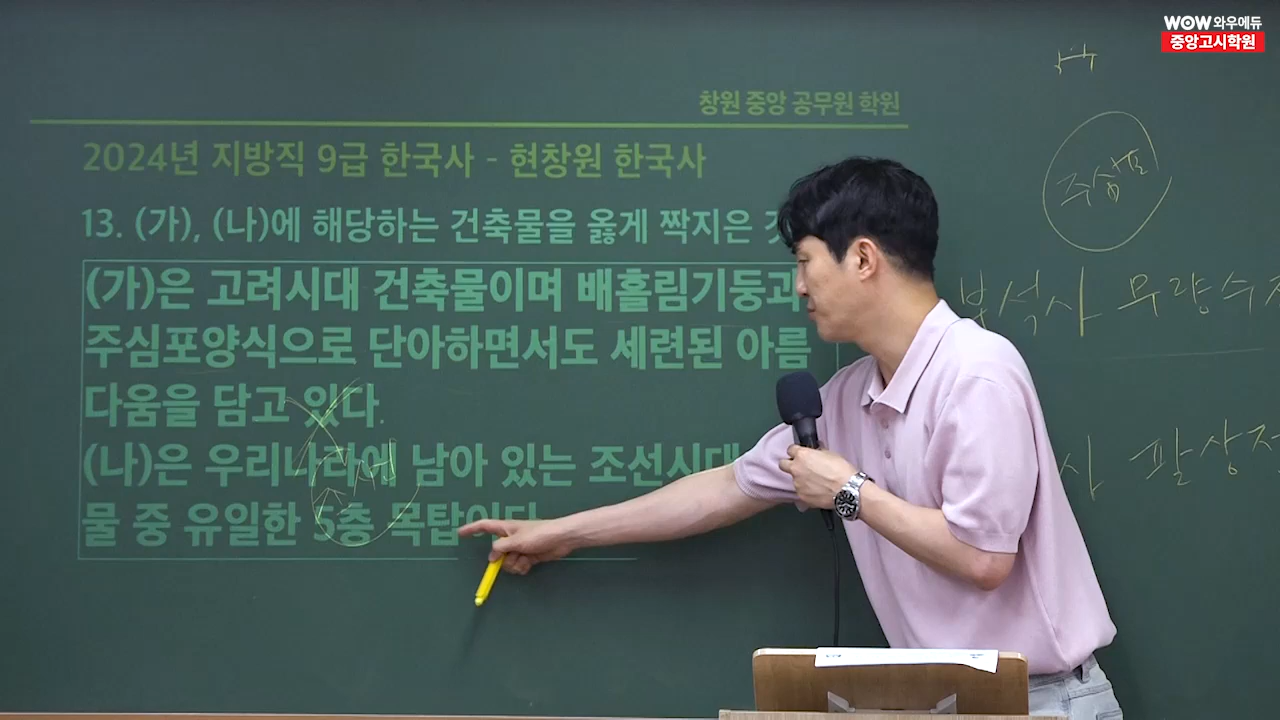 WOW 와우에듀
중앙고시학원
창원 중앙 공무원 학원
2024년 지방직 9급 한국사 - 현창원 한국사
13. (가), (나)에 해당하는 건축물을 옳게 짝지은
(가)은 고려시대 건축물이며 배흘림기둥과
주심포양식으로 단아하면서도 세련된 아름
다움을 담고 있다.
(나)은 우리나라에 남아 있는 조선시대
물 중 유일한 5층 목탑이다.
주심포
부석사 무량수
팔상